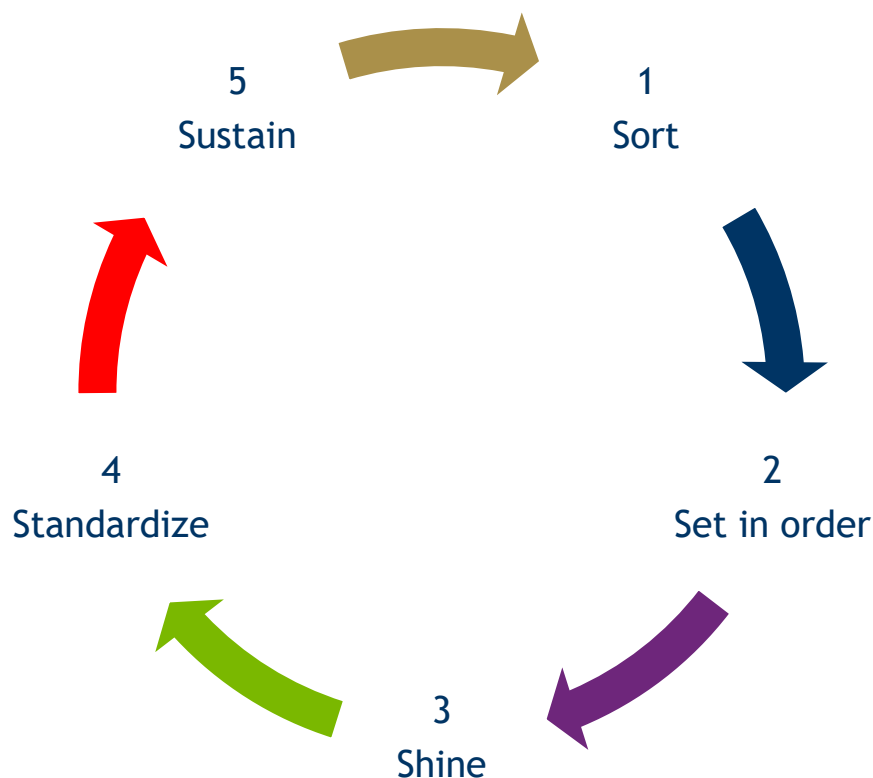 1
Sort
2
Set in order
3
Shine
4
Standardize
5
Sustain